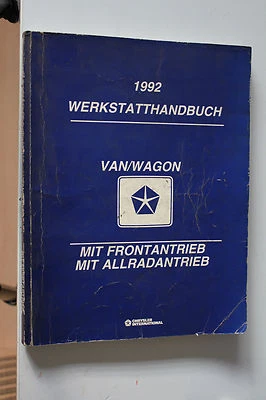 1992
WERKSTATTHANDBUCH
VAN/WAGON
MIT FRONTANTRIEB
MIT ALLRADANTRIEB
CHRYSLER
INTERNATIONAL